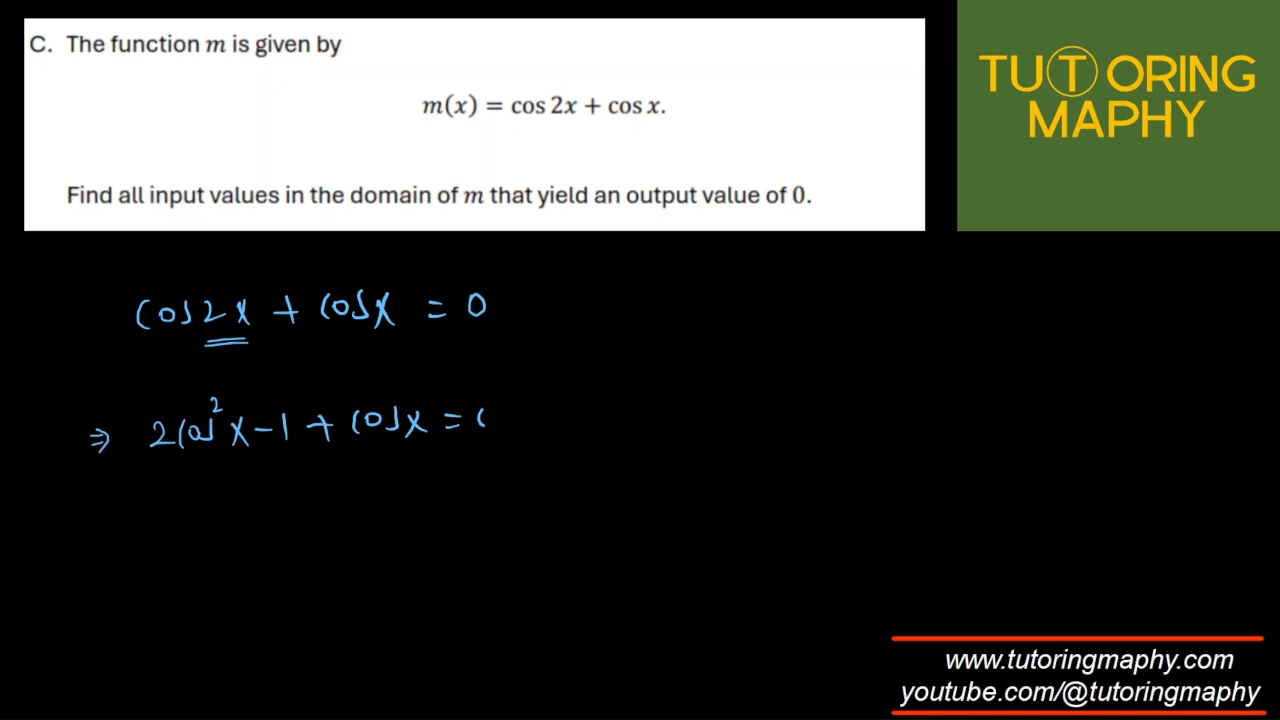 C. The function m is given by
m(x) = cos 2x + cos x.
Find all input values in the domain of m that yield an output value of 0.
TUTORING
MAPHY
cos2x + cosx = 0
⇒ 2cos²x-1 + cosx = (
www.tutoringmaphy.com
youtube.com/@tutoringmaphy